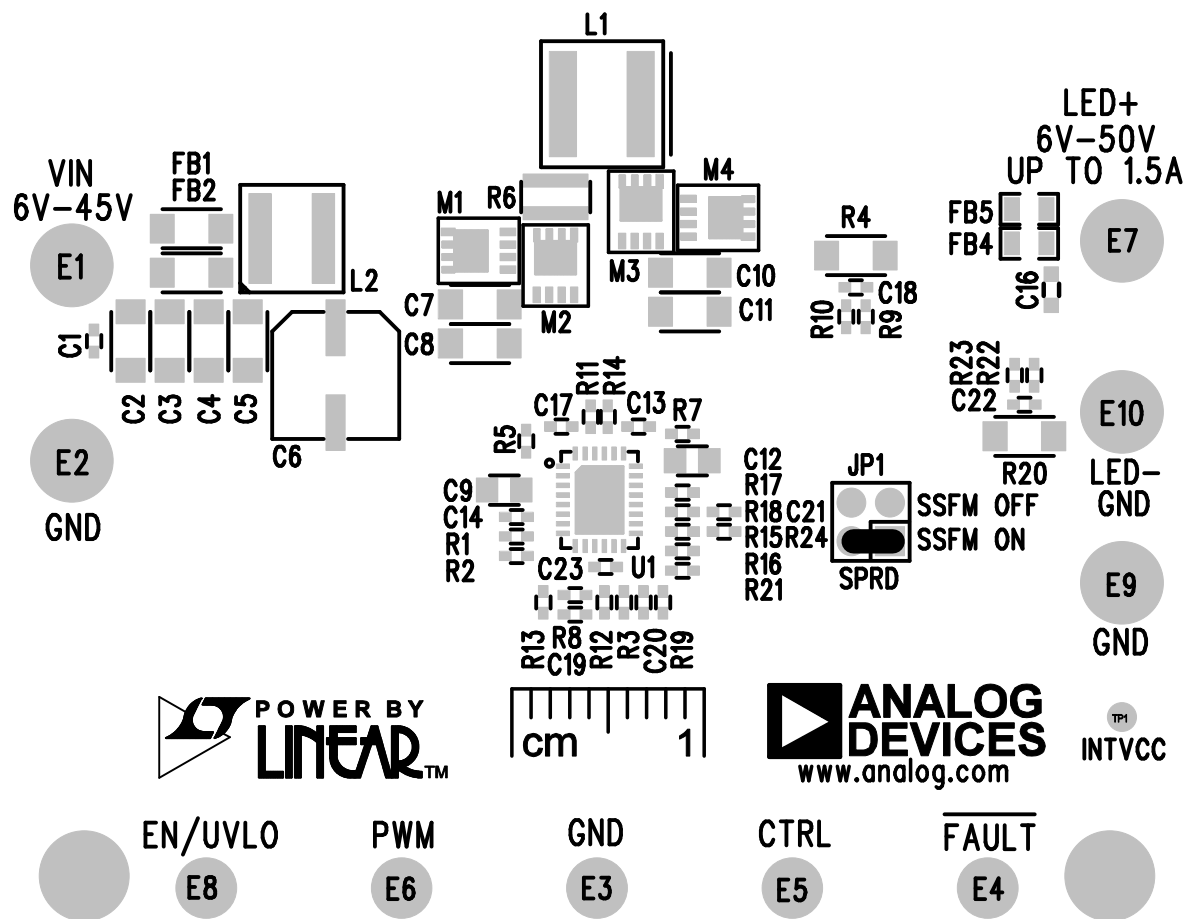 L1
LED+
6V-50V
UP TO 1.5A
VIN
6V-45V
FB1
FB2
M1
R6
M4
FB5
FB4
E1
E7
L2
M2
M3
R4
C7
C8
C10
C11
C18
R10
R9
C16
C1
C2
C3
C4
C5
C6
R11
R14
C17
C13
R7
R5
R23
R22
C22
E10
R20
LED-
GND
E2
GND
C9
C14
R1
R2
C12
R17
R18
R15
R16
R21
C21
R24
JP1
SSFM OFF
SSFM ON
SPRD
C23
U1
E9
GND
R13
R8
C19
R12
R3
C20
R19
POWER BY
LINEAR TM
cm 1
ANALOG
DEVICES
www.analog.com
TP1
INTVCC
EN/UVLO
PWM
GND
CTRL
FAULT
E8
E6
E3
E5
E4